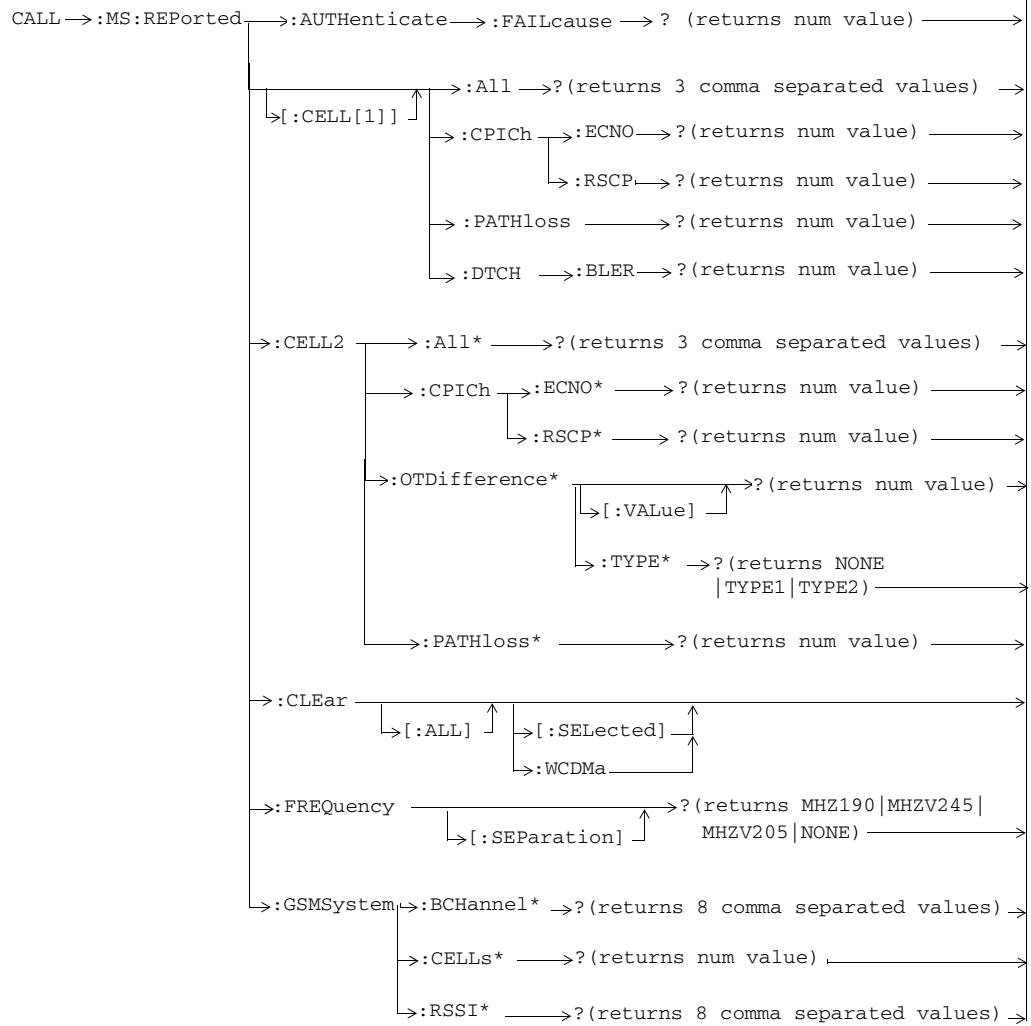 CALL :MS:REPorted :AUTHenticate :FAILcause ? (returns num value)
:All ?(returns 3 comma separated values)
[:CELL[1]]
:CPICh :ECNO ?(returns num value)
:RSCP ?(returns num value)
:PATHloss ?(returns num value)
:DTCH :BLER ?(returns num value)
:CELL2 :All* ?(returns 3 comma separated values)
:CPICh :ECNO* ?(returns num value)
:RSCP* ?(returns num value)
:OTDifference* ?(returns num value)
[:VALue]
:TYPE* ?(returns NONE
|TYPE1|TYPE2)
:PATHloss* ?(returns num value)
:CLEar
[:ALL] [:SELected]
:WCDMa
:FREQuency ?(returns MHZ190|MHZV245|
[:SEParation] MHZV205|NONE)
:GSMSystem :BCHannel* ?(returns 8 comma separated values)
:CELLs* ?(returns num value)
:RSSI* ?(returns 8 comma separated values)